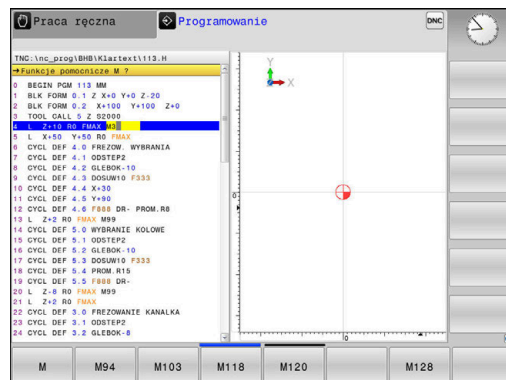 Praca ręczna
Programowanie
DNC
TNC:\nc_prog\BHB\Klartext\113.H
→Funkcje pomocnicze M ?
0 BEGIN PGM 113 MM
1 BLK FORM 0.1 Z X+0 Y+0 Z-20
2 BLK FORM 0.2 X+100 Y+100 Z+0
3 TOOL CALL 5 Z S2000
4 L Z+10 R0 FMAX M3
5 L X+50 Y+50 R0 FMAX
6 CYCL DEF 4.0 FREZOW. WYBRANIA
7 CYCL DEF 4.1 ODSTEP2
8 CYCL DEF 4.2 GLEBOK-10
9 CYCL DEF 4.3 DOSUW10 F333
10 CYCL DEF 4.4 X+30
11 CYCL DEF 4.5 Y+90
12 CYCL DEF 4.6 F888 DR- PROM.R8
13 L Z+2 R0 FMAX M99
14 CYCL DEF 5.0 WYBRANIE KOLOWE
15 CYCL DEF 5.1 ODSTEP2
16 CYCL DEF 5.2 GLEBOK-10
17 CYCL DEF 5.3 DOSUW10 F333
18 CYCL DEF 5.4 PROM.R15
19 CYCL DEF 5.5 F888 DR-
20 L Z-8 R0 FMAX M99
21 L Z+2 R0 FMAX
22 CYCL DEF 3.0 FREZOWANIE KANALKA
23 CYCL DEF 3.1 ODSTEP2
24 CYCL DEF 3.2 GLEBOK-8
Y
X
0
0
M
M94
M103
M118
M120
M128